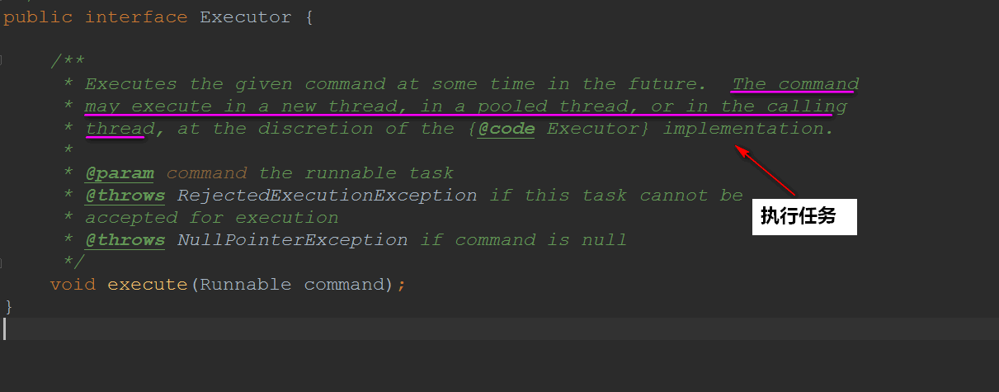 public interface Executor {
/**
* Executes the given command at some time in the future.  The command
* may execute in a new thread, in a pooled thread, or in the calling
* thread, at the discretion of the {@code Executor} implementation.
*
* @param command the runnable task
* @throws RejectedExecutionException if this task cannot be
* accepted for execution
* @throws NullPointerException if command is null
*/
执行任务
void execute(Runnable command);
}